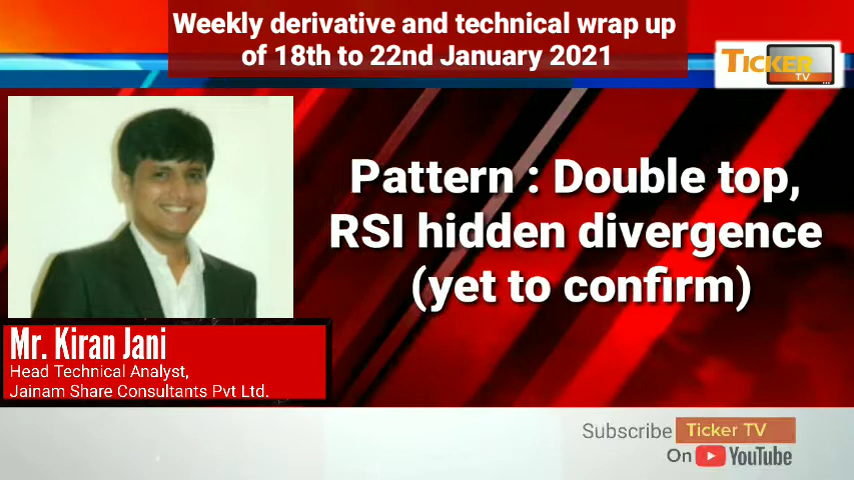 Weekly derivative and technical wrap up
of 18th to 22nd January 2021
TICKER
TV
Pattern : Double top,
RSI hidden divergence
(yet to confirm)
Mr. Kiran Jani
Head Technical Analyst,
Jainam Share Consultants Pvt Ltd.
Subscribe Ticker TV
On YouTube